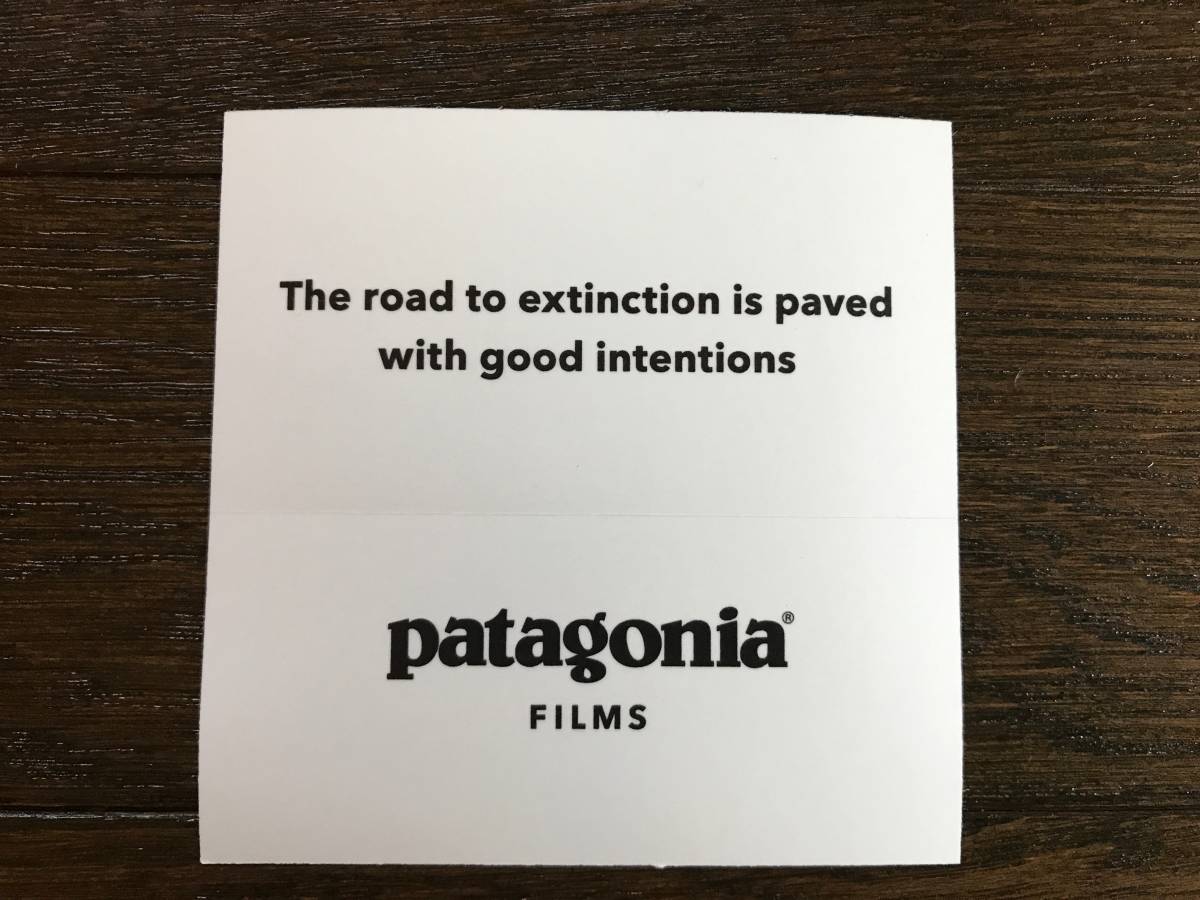 The road to extinction is paved
with good intentions
patagonia®
FILMS